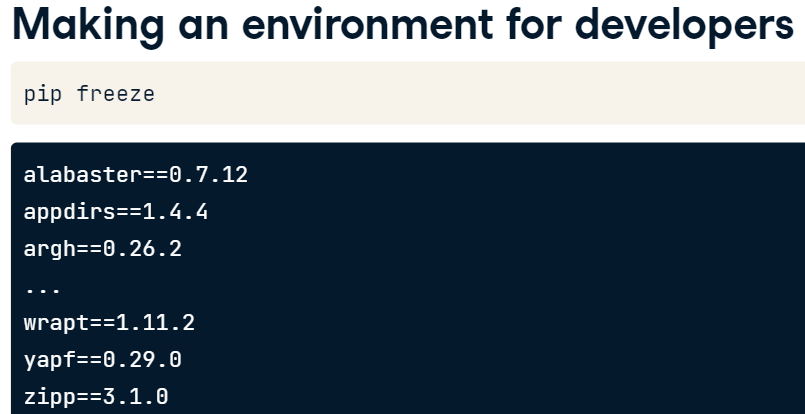 Making an environment for developers
pip freeze
alabaster==0.7.12
appdirs==1.4.4
argh==0.26.2
...
wrapt==1.11.2
yapf==0.29.0
zipp==3.1.0